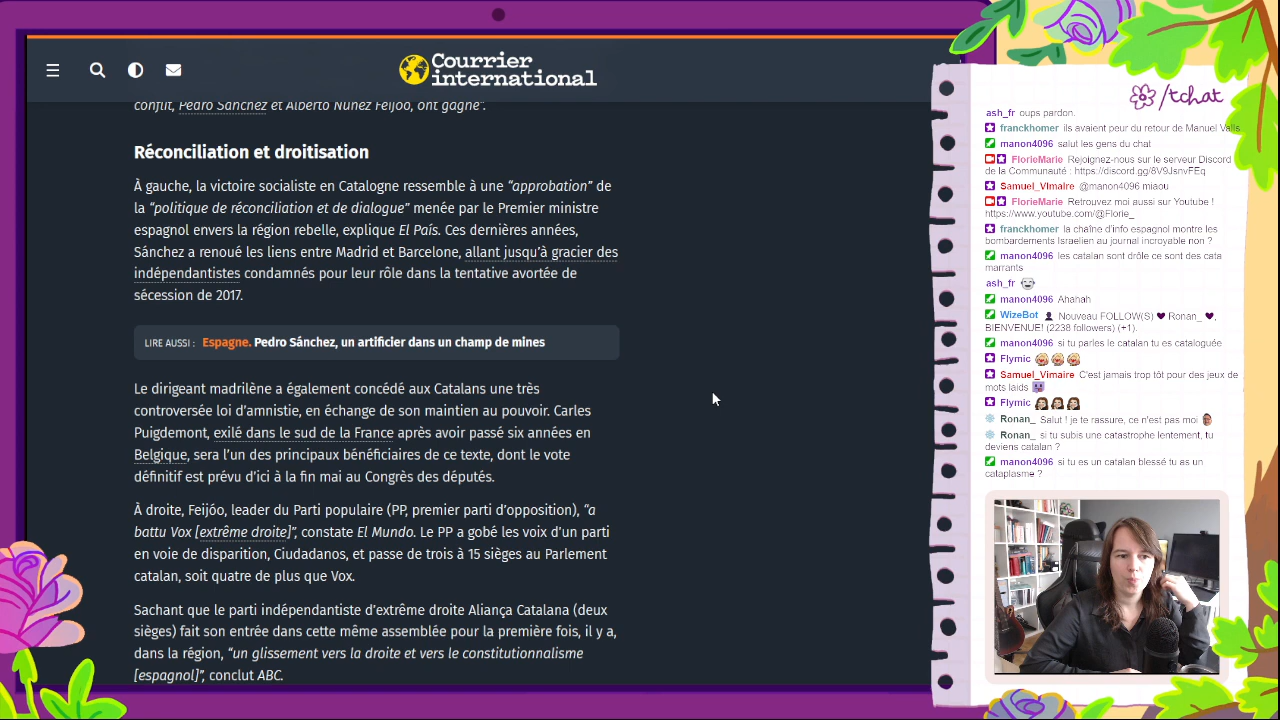 Courrier
international
conflit, Pedro Sánchez et Alberto Núñez Feijóo, ont gagné”.
Réconciliation et droitisation
À gauche, la victoire socialiste en Catalogne ressemble à une “approbation” de
la “politique de réconciliation et de dialogue” menée par le Premier ministre
espagnol envers la région rebelle, explique El País. Ces dernières années,
Sánchez a renoué les liens entre Madrid et Barcelone, allant jusqu’à gracier des
indépendantistes condamnés pour leur rôle dans la tentative avortée de
sécession de 2017.
LIRE AUSSI : Espagne. Pedro Sánchez, un artificier dans un champ de mines
Le dirigeant madrilène a également concédé aux Catalans une très
controversée loi d’amnistie, en échange de son maintien au pouvoir. Carles
Puigdemont, exilé dans le sud de la France après avoir passé six années en
Belgique, sera l’un des principaux bénéficiaires de ce texte, dont le vote
définitif est prévu d’ici à la fin mai au Congrès des députés.
À droite, Feijóo, leader du Parti populaire (PP, premier parti d’opposition), “a
battu Vox [extrême droite]”, constate El Mundo. Le PP a gobé les voix d’un parti
en voie de disparition, Ciudadanos, et passe de trois à 15 sièges au Parlement
catalan, soit quatre de plus que Vox.
Sachant que le parti indépendantiste d’extrême droite Aliança Catalana (deux
sièges) fait son entrée dans cette même assemblée pour la première fois, il y a,
dans la région, “un glissement vers la droite et vers le constitutionnalisme
[espagnol]”, conclut ABC.
/tchat
ash_fr oups pardon.
franckhomer ils avaient peur du retour de Manuel Valls
manon4096 salut les gens du chat
FlorieMarie Rejoignez-nous sur le serveur Discord
de la Communauté : https://discord.gg/8V9JsnvFEq
Samuel_Vimaire @manon4096 miaou
FlorieMarie Retrouvez moi aussi sur Youtube !
https://www.youtube.com/@Florie_
franckhomer la chaîne d’info espagnol montre les
bombardements Israelien au journal incroyable non ?
manon4096 les catalan sont drôle ce sont des cata
marrants
ash_fr
manon4096 Ahahah
WizeBot Nouveau FOLLOW(S) Ronan_ ,
BIENVENUE! (2238 followers) (+1).
manon4096 si tu parles le catalan tu es cataloguée
Flymic
Samuel_Vimaire C'est jamais trop tôt pour des jeux de
mots laids
Flymic
Ronan_ Salut ! je te rassure, ce n'est pas moi
Ronan_ si tu subis une catastrophe lentement, tu
deviens catalan ?
manon4096 si tu es un catalan blessé tu as un
cataplasme ?